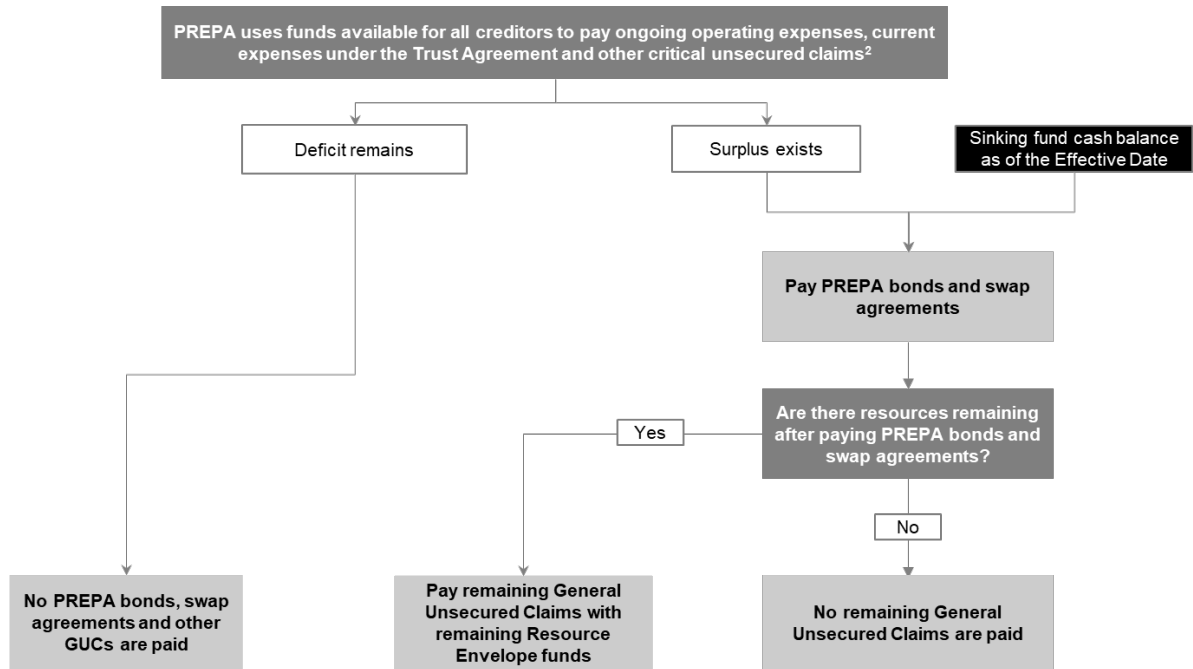 PREPA uses funds available for all creditors to pay ongoing operating expenses, current
expenses under the Trust Agreement and other critical unsecured claims²
Deficit remains
Surplus exists
Sinking fund cash balance
as of the Effective Date
Pay PREPA bonds and swap
agreements
Are there resources remaining
after paying PREPA bonds and
swap agreements?
Yes
No
No PREPA bonds, swap
agreements and other
GUCs are paid
Pay remaining General
Unsecured Claims with
remaining Resource
Envelope funds
No remaining General
Unsecured Claims are paid